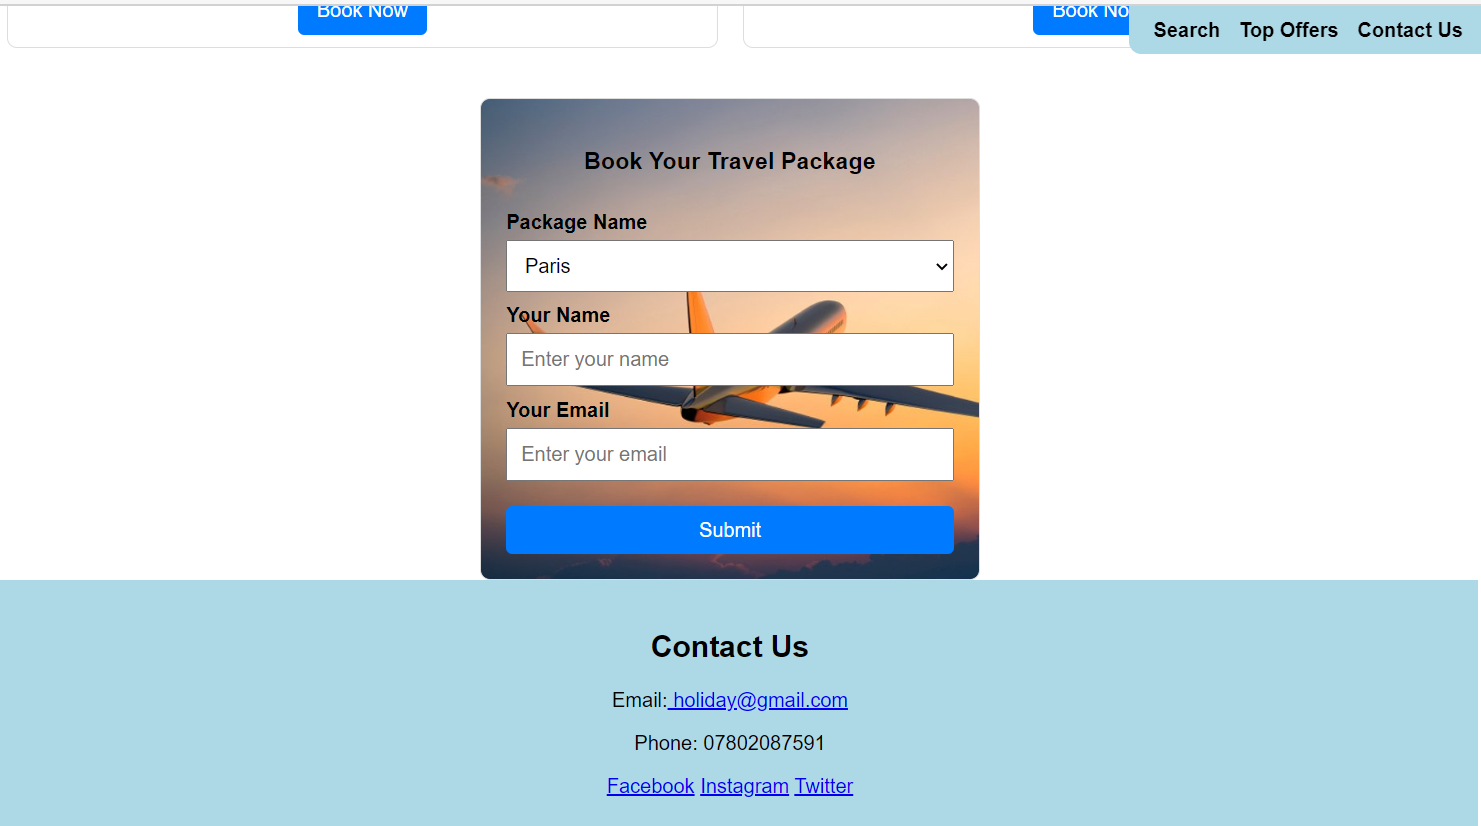 Book Now
Book No
Search Top Offers Contact Us
Book Your Travel Package
Package Name
Paris
Your Name
Enter your name
Your Email
Enter your email
Submit
Contact Us
Email: holiday@gmail.com
Phone: 07802087591
Facebook Instagram Twitter